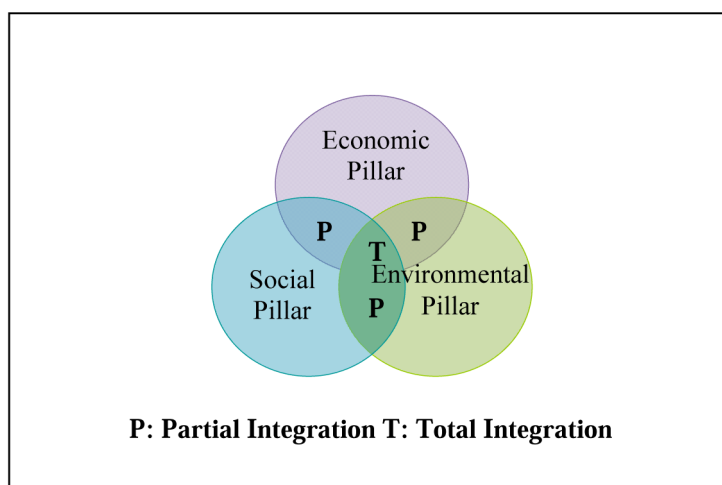 Economic
Pillar
P
P
T
Social
Pillar
Environmental
Pillar
P
P: Partial Integration T: Total Integration